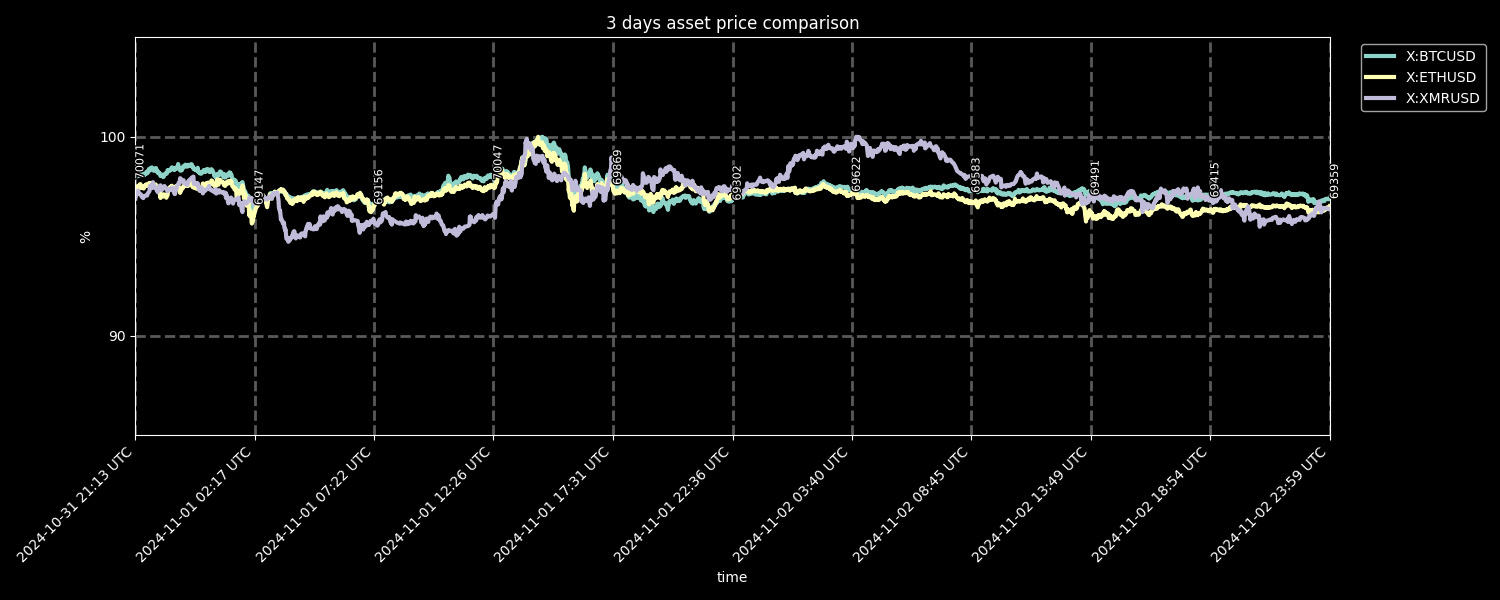 3 days asset price comparison
X:BTCUSD
X:ETHUSD
X:XMRUSD
100
90
%
70071
69147
69156
70047
69869
69302
69622
69583
69491
69415
69359
2024-10-31 21:13 UTC
2024-11-01 02:17 UTC
2024-11-01 07:22 UTC
2024-11-01 12:26 UTC
2024-11-01 17:31 UTC
2024-11-01 22:36 UTC
2024-11-02 03:40 UTC
2024-11-02 08:45 UTC
2024-11-02 13:49 UTC
2024-11-02 18:54 UTC
2024-11-02 23:59 UTC
time